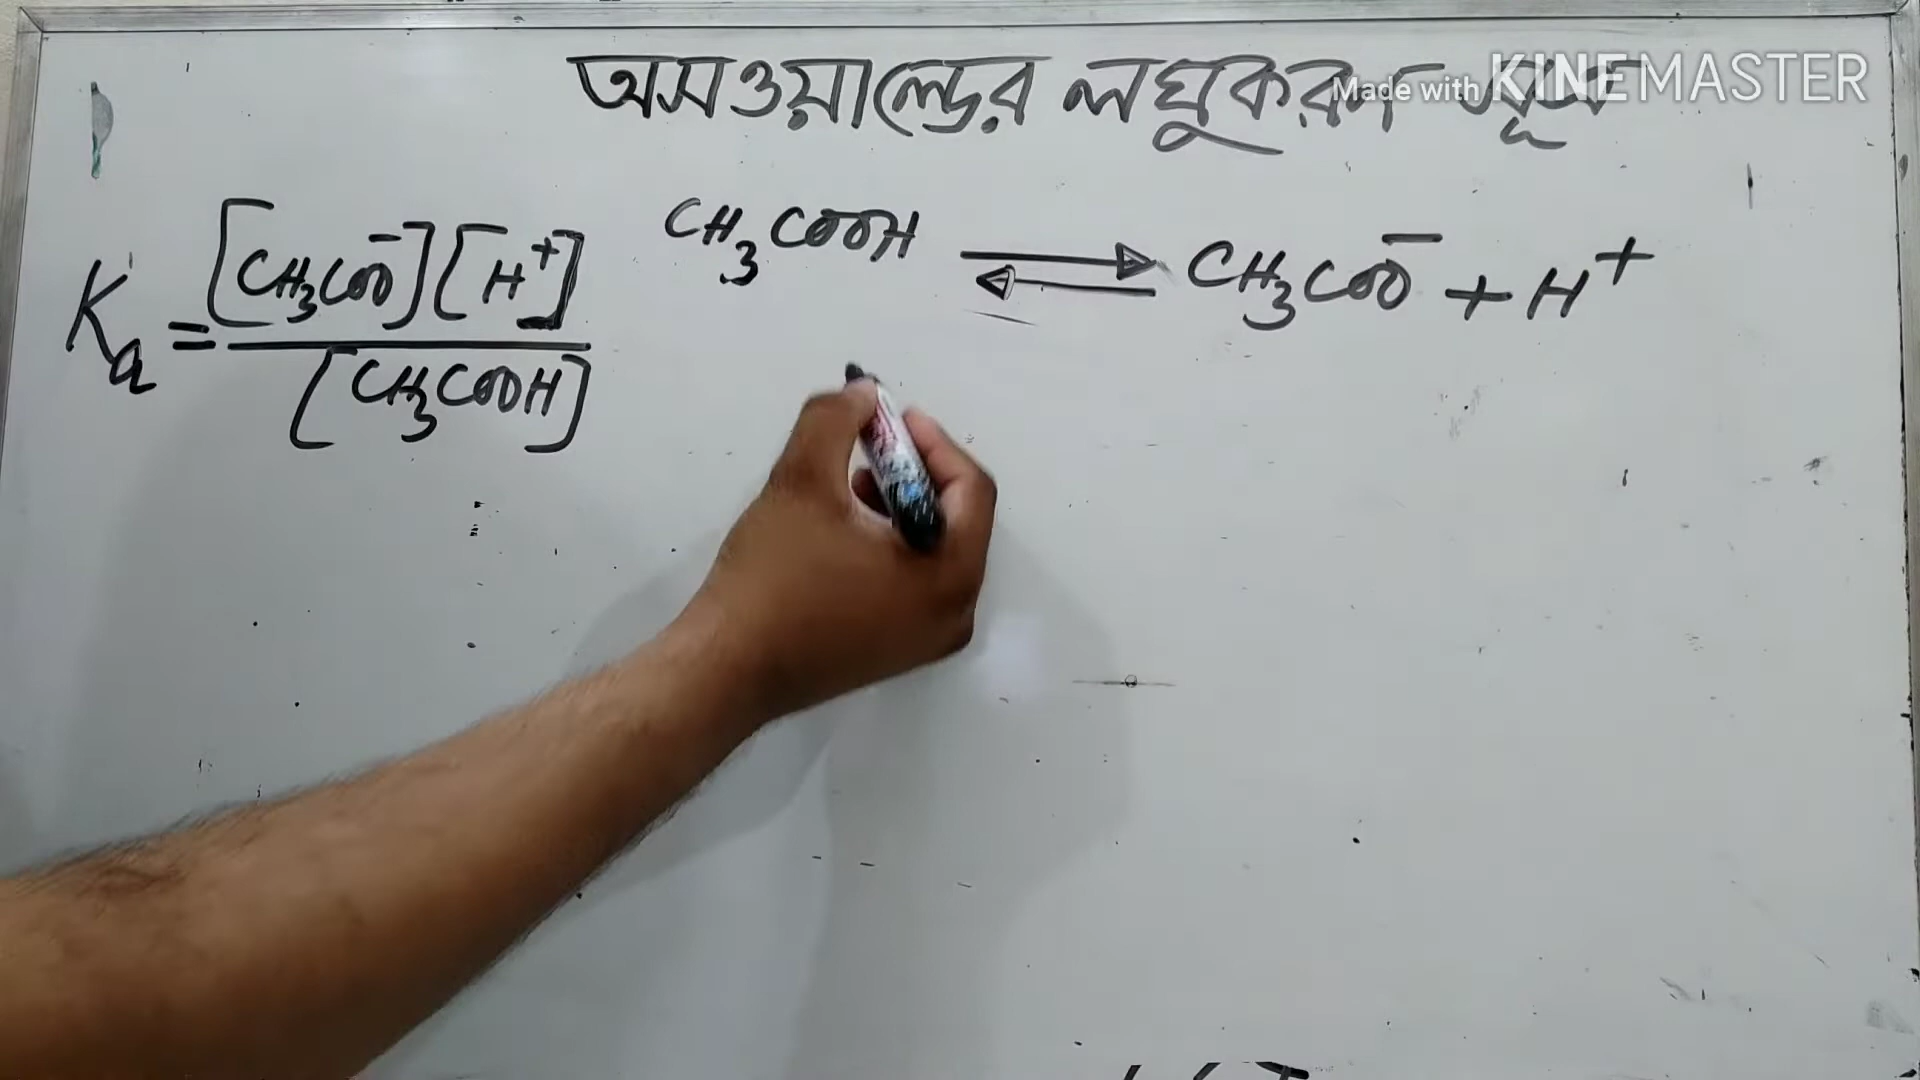 অসওয়াল্ডের লঘুকরণ সূত্র
Made with KINEMASTER
CH₃COOH ⇌ CH₃COO⁻ + H⁺
Kₐ = [CH₃COO⁻][H⁺] / [CH₃COOH]